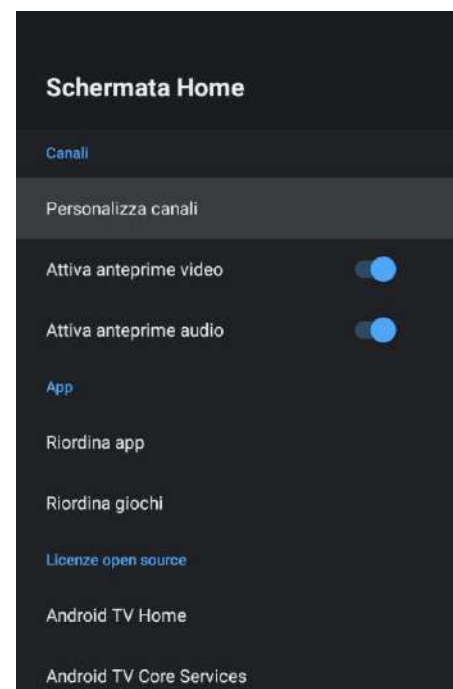 Schermata Home
Canali
Personalizza canali
Attiva anteprime video
Attiva anteprime audio
App
Riordina app
Riordina giochi
Licenze open source
Android TV Home
Android TV Core Services